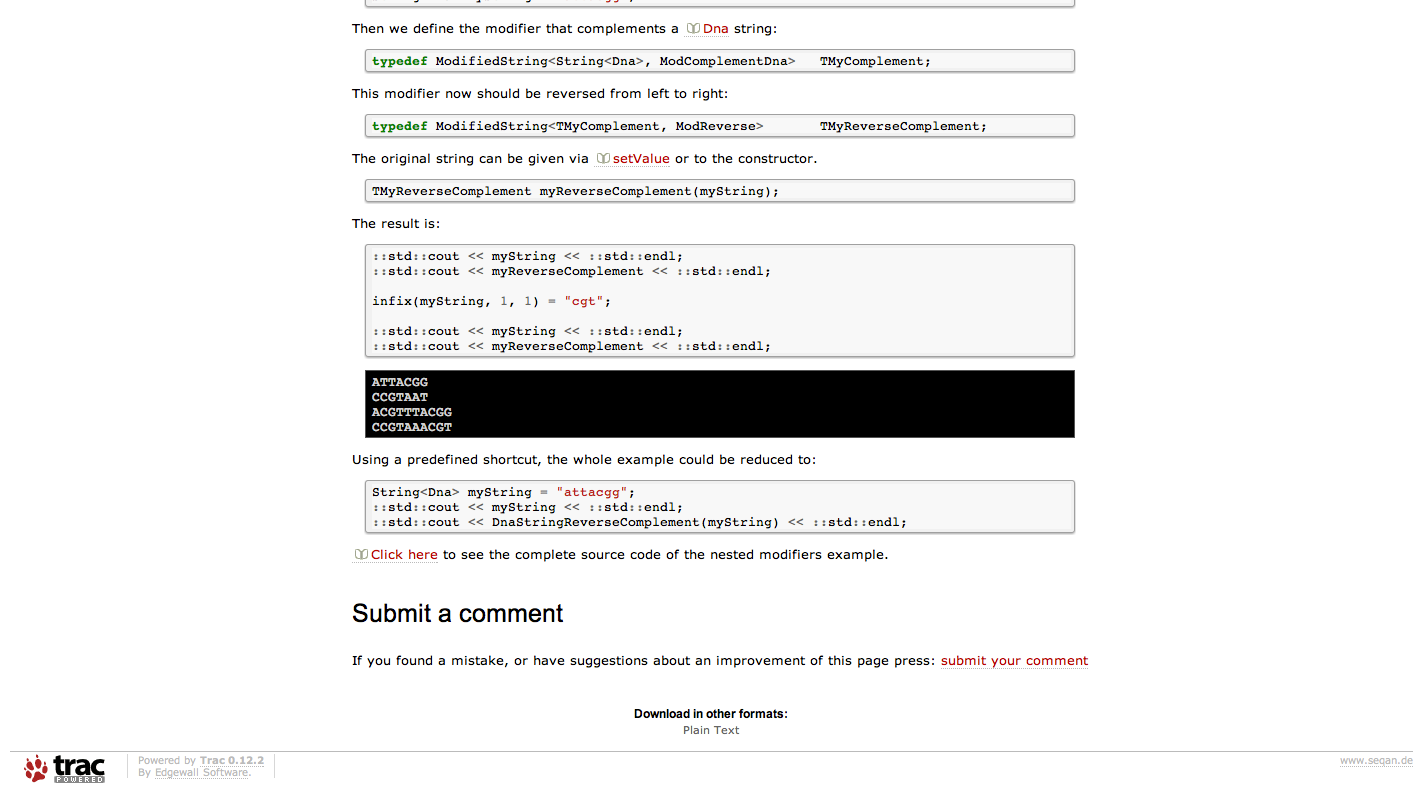 Then we define the modifier that complements a Dna string:
typedef ModifiedString<String<Dna>, ModComplementDna>   TMyComplement;
This modifier now should be reversed from left to right:
typedef ModifiedString<TMyComplement, ModReverse>       TMyReverseComplement;
The original string can be given via setValue or to the constructor.
TMyReverseComplement myReverseComplement(myString);
The result is:
::std::cout << myString << ::std::endl;
::std::cout << myReverseComplement << ::std::endl;
infix(myString, 1, 1) = "cgt";
::std::cout << myString << ::std::endl;
::std::cout << myReverseComplement << ::std::endl;
ATTACGG
CCGTAAT
ACGTTTACGG
CCGTAAACGT
Using a predefined shortcut, the whole example could be reduced to:
String<Dna> myString = "attacgg";
::std::cout << myString << ::std::endl;
::std::cout << DnaStringReverseComplement(myString) << ::std::endl;
Click here to see the complete source code of the nested modifiers example.
Submit a comment
If you found a mistake, or have suggestions about an improvement of this page press: submit your comment
Download in other formats:
Plain Text
trac
POWERED
Powered by Trac 0.12.2
By Edgewall Software.
www.seqan.de